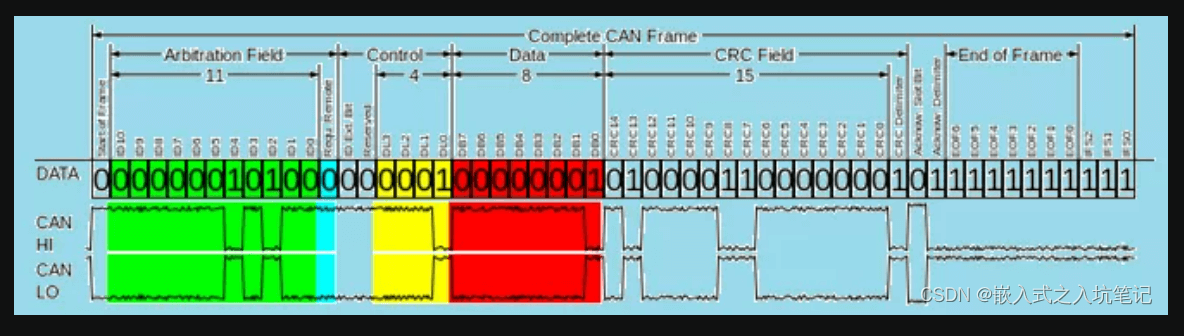 Complete CAN Frame
Arbitration Field Control Data CRC Field End of Frame
11 4 8 15
Start of Frame ID10 ID9 ID8 ID7 ID6 ID5 ID4 ID3 ID2 ID1 ID0 Requ. Remote ID Ext. Bit Reserved DL3 DL2 DL1 DL0 DB7 DB6 DB5 DB4 DB3 DB2 DB1 DB0 CRC14 CRC13 CRC12 CRC11 CRC10 CRC9 CRC8 CRC7 CRC6 CRC5 CRC4 CRC3 CRC2 CRC1 CRC0 CRC Delimiter Acknow. Slot Bit Acknow. Delimiter EOF6 EOF5 EOF4 EOF3 EOF2 EOF1 EOF0 IFS2 IFS1 IFS0
DATA 0 0 0 0 0 0 0 1 0 1 0 0 0 0 0 0 0 0 1 0 0 0 0 0 0 0 1 0 1 0 0 0 0 1 1 0 0 0 0 0 0 0 1 0 1 1 1 1 1 1 1 1 1 1 1
CAN
HI
CAN
LO
CSDN @嵌入式之入坑笔记